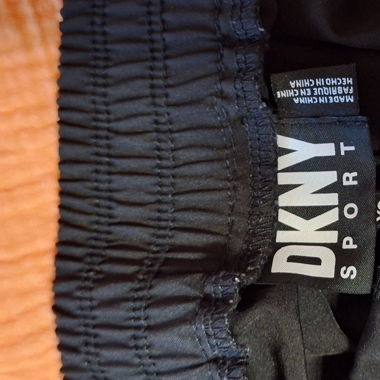 DKNY
SPORT
MADE IN CHINA
FABRIQUÉ EN CHINE
HECHO EN CHINA